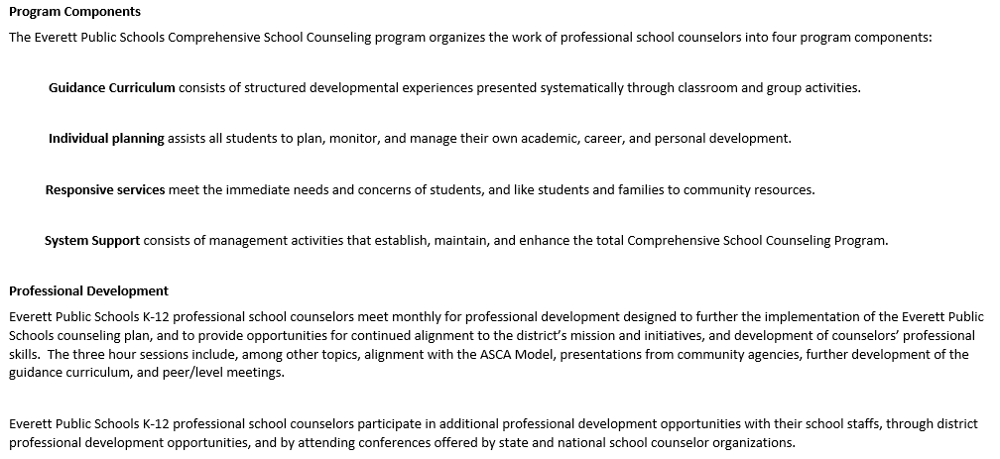 Program Components
The Everett Public Schools Comprehensive School Counseling program organizes the work of professional school counselors into four program components:
Guidance Curriculum consists of structured developmental experiences presented systematically through classroom and group activities.
Individual planning assists all students to plan, monitor, and manage their own academic, career, and personal development.
Responsive services meet the immediate needs and concerns of students, and like students and families to community resources.
System Support consists of management activities that establish, maintain, and enhance the total Comprehensive School Counseling Program.
Professional Development
Everett Public Schools K-12 professional school counselors meet monthly for professional development designed to further the implementation of the Everett Public
Schools counseling plan, and to provide opportunities for continued alignment to the district's mission and initiatives, and development of counselors' professional
skills.  The three hour sessions include, among other topics, alignment with the ASCA Model, presentations from community agencies, further development of the
guidance curriculum, and peer/level meetings.
Everett Public Schools K-12 professional school counselors participate in additional professional development opportunities with their school staffs, through district
professional development opportunities, and by attending conferences offered by state and national school counselor organizations.